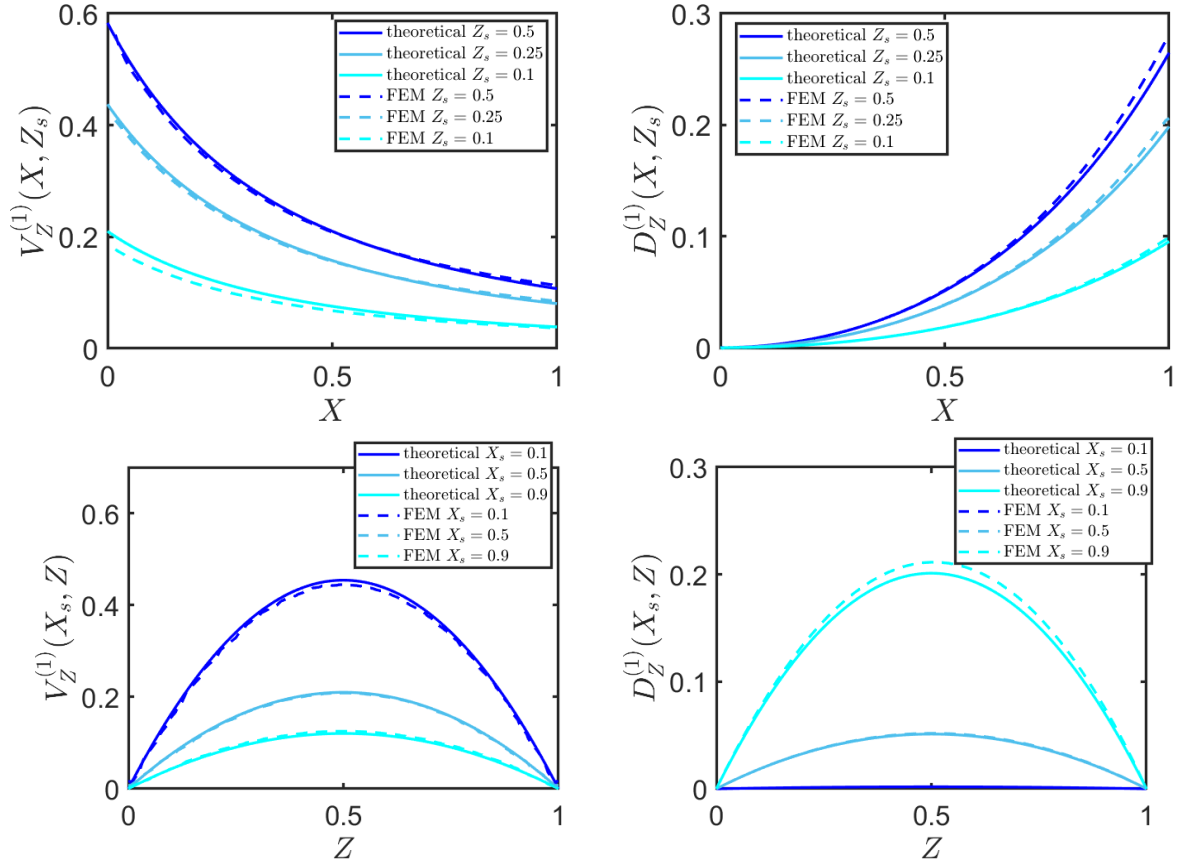 0.6
0.4
0.2
0
0
0.5
1
X
V_Z^{(1)}(X, Z_s)
theoretical Z_s = 0.5
theoretical Z_s = 0.25
theoretical Z_s = 0.1
FEM Z_s = 0.5
FEM Z_s = 0.25
FEM Z_s = 0.1
0.3
0.2
0.1
0
0
0.5
1
X
D_Z^{(1)}(X, Z_s)
theoretical Z_s = 0.5
theoretical Z_s = 0.25
theoretical Z_s = 0.1
FEM Z_s = 0.5
FEM Z_s = 0.25
FEM Z_s = 0.1
0.6
0.4
0.2
0
0
0.5
1
Z
V_Z^{(1)}(X_s, Z)
theoretical X_s = 0.1
theoretical X_s = 0.5
theoretical X_s = 0.9
FEM X_s = 0.1
FEM X_s = 0.5
FEM X_s = 0.9
0.3
0.2
0.1
0
0
0.5
1
Z
D_Z^{(1)}(X_s, Z)
theoretical X_s = 0.1
theoretical X_s = 0.5
theoretical X_s = 0.9
FEM X_s = 0.1
FEM X_s = 0.5
FEM X_s = 0.9